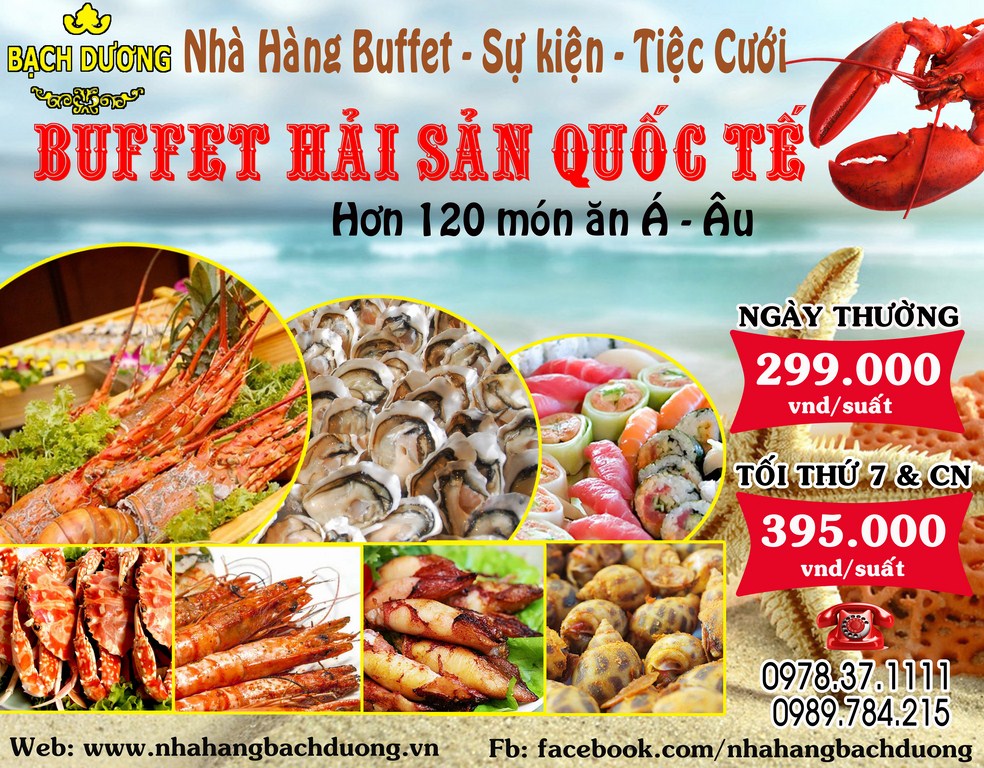 BẠCH DƯƠNG
Nhà Hàng Buffet - Sự kiện - Tiệc Cưới
BUFFET HẢI SẢN QUỐC TẾ
Hơn 120 món ăn Á - Âu
NGÀY THƯỜNG
299.000
vnd/suất
TỐI THỨ 7 & CN
395.000
vnd/suất
0978.37.1111
0989.784.215
Web: www.nhahangbachduong.vn Fb: facebook.com/nhahangbachduong